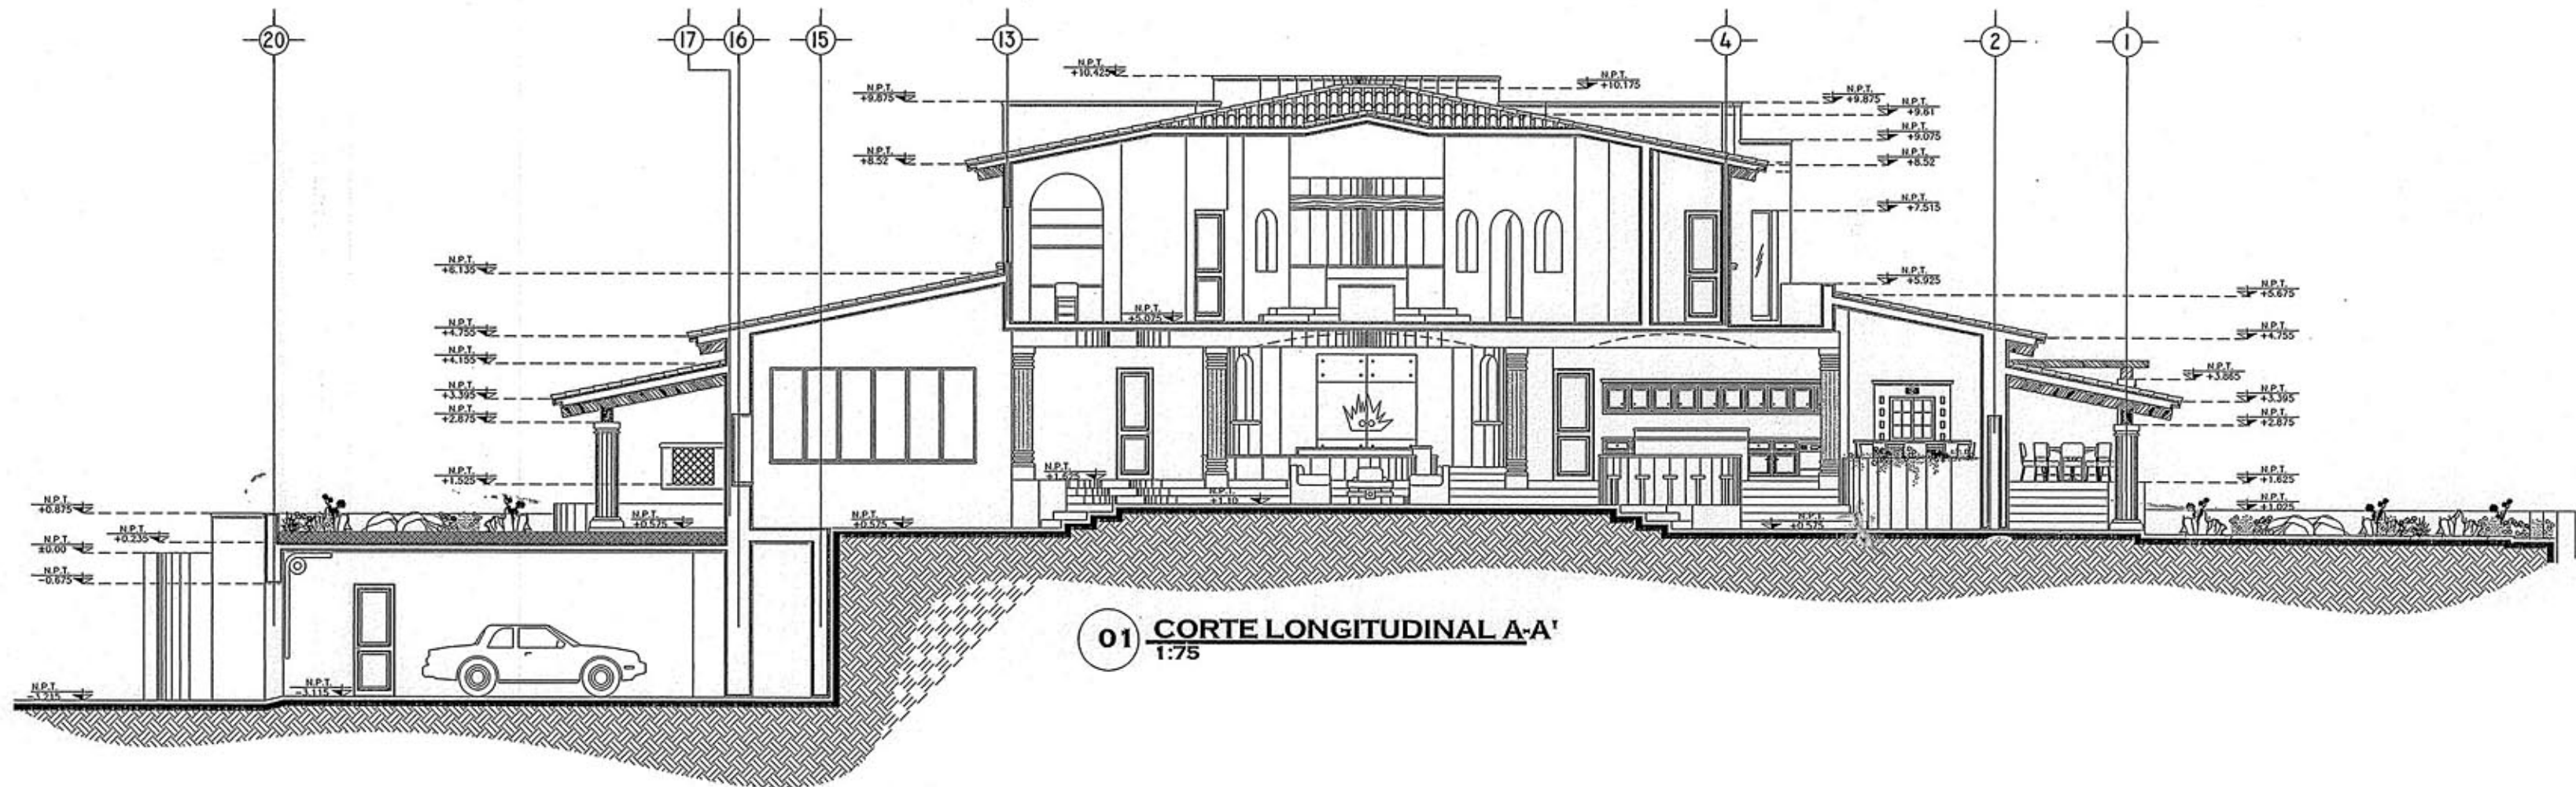 20
17
16
15
13
4
2
1
N.P.T.
+10.425
N.P.T.
+10.175
N.P.T.
+9.875
N.P.T.
+9.875
N.P.T.
+9.61
N.P.T.
+9.075
N.P.T.
+8.52
N.P.T.
+8.52
N.P.T.
+7.515
N.P.T.
+6.135
N.P.T.
+5.925
N.P.T.
+5.675
N.P.T.
+5.075
N.P.T.
+4.755
N.P.T.
+4.755
N.P.T.
+4.155
N.P.T.
+3.865
N.P.T.
+3.395
N.P.T.
+3.395
N.P.T.
+2.875
N.P.T.
+2.875
N.P.T.
+1.525
N.P.T.
+1.625
N.P.T.
+1.625
N.P.T.
+1.10
N.P.T.
+1.025
N.P.T.
+0.875
N.P.T.
+0.575
N.P.T.
+0.575
N.P.T.
+0.575
N.P.T.
+0.235
N.P.T.
±0.00
N.P.T.
-0.675
N.P.T.
N.P.T.
-3.115
01 CORTE LONGITUDINAL A-A'
1:75